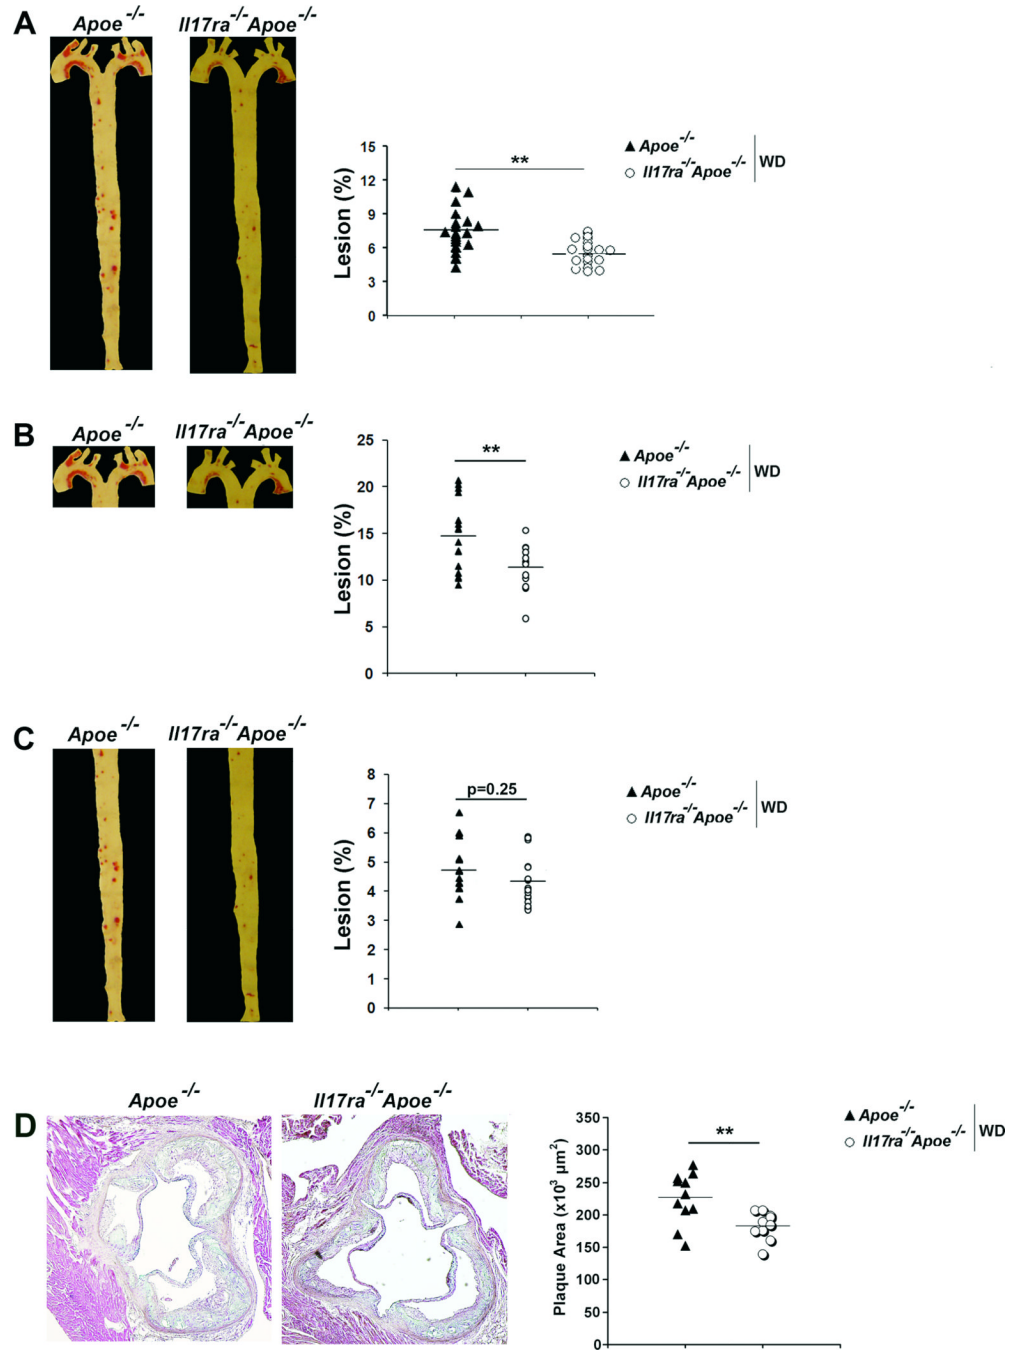 A
Apoe-/-
Il17ra-/-Apoe-/-
Lesion (%)
15
12
9
6
3
0
**
▲ Apoe-/-
○ Il17ra-/-Apoe-/-
WD
B
Apoe-/-
Il17ra-/-Apoe-/-
Lesion (%)
25
20
15
10
5
0
**
▲ Apoe-/-
○ Il17ra-/-Apoe-/-
WD
C
Apoe-/-
Il17ra-/-Apoe-/-
Lesion (%)
8
7
6
5
4
3
2
1
0
p=0.25
▲ Apoe-/-
○ Il17ra-/-Apoe-/-
WD
D
Apoe-/-
Il17ra-/-Apoe-/-
Plaque Area (x10³ µm²)
350
300
250
200
150
100
50
0
**
▲ Apoe-/-
○ Il17ra-/-Apoe-/-
WD